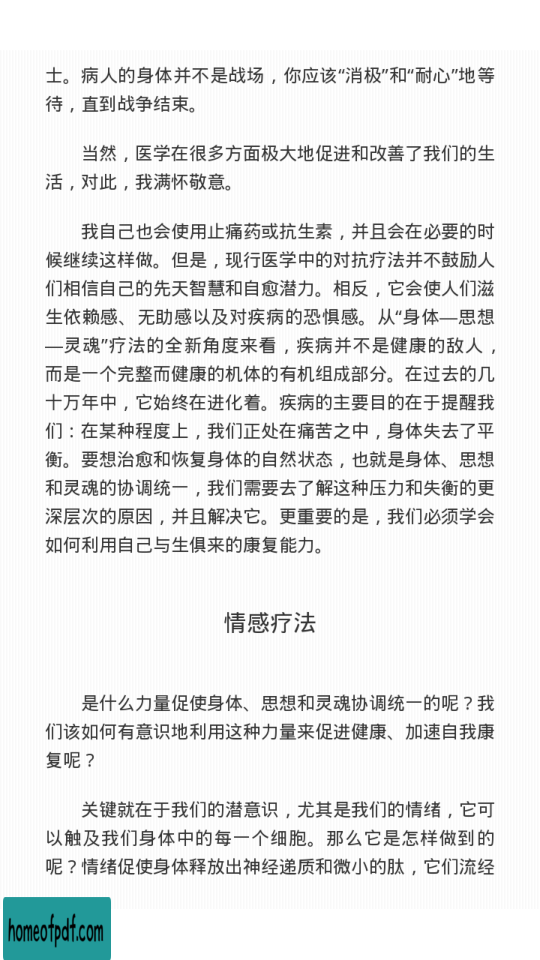 士。病人的身体并不是战场，你应该“消极”和“耐心”地等
待，直到战争结束。
当然，医学在很多方面极大地促进和改善了我们的生
活，对此，我满怀敬意。
我自己也会使用止痛药或抗生素，并且会在必要的时
候继续这样做。但是，现行医学中的对抗疗法并不鼓励人
们相信自己的先天智慧和自愈潜力。相反，它会使人们滋
生依赖感、无助感以及对疾病的恐惧感。从“身体—思想
—灵魂”疗法的全新角度来看，疾病并不是健康的敌人，
而是一个完整而健康的机体的有机组成部分。在过去的几
十万年中，它始终在进化着。疾病的主要目的在于提醒我
们：在某种程度上，我们正处在痛苦之中，身体失去了平
衡。要想治愈和恢复身体的自然状态，也就是身体、思想
和灵魂的协调统一，我们需要去了解这种压力和失衡的更
深层次的原因，并且解决它。更重要的是，我们必须学会
如何利用自己与生俱来的康复能力。
情感疗法
是什么力量促使身体、思想和灵魂协调统一的呢？我
们该如何有意识地利用这种力量来促进健康、加速自我康
复呢？
关键就在于我们的潜意识，尤其是我们的情绪，它可
以触及我们身体中的每一个细胞。那么它是怎样做到的
呢？情绪促使身体释放出神经递质和微小的肽，它们流经
homeofpdf.com